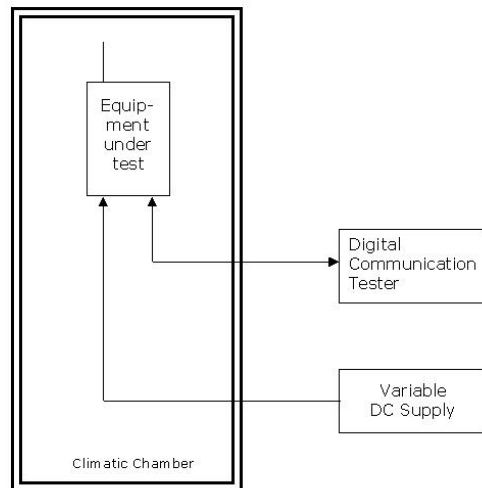 Equip-
ment
under
test
Digital
Communication
Tester
Variable
DC Supply
Climatic Chamber